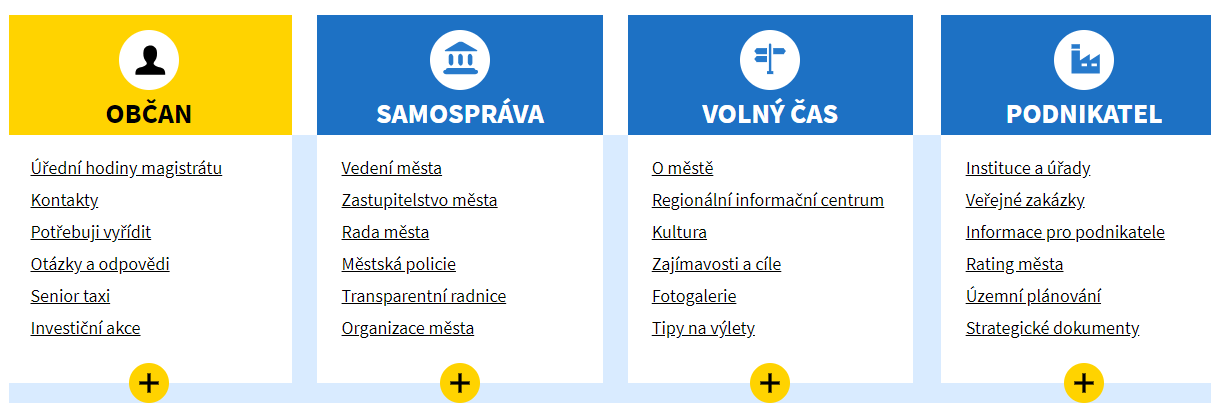 OBČAN
Úřední hodiny magistrátu
Kontakty
Potřebuji vyřídit
Otázky a odpovědi
Senior taxi
Investiční akce
SAMOSPRÁVA
Vedení města
Zastupitelstvo města
Rada města
Městská policie
Transparentní radnice
Organizace města
VOLNÝ ČAS
O městě
Regionální informační centrum
Kultura
Zajímavosti a cíle
Fotogalerie
Tipy na výlety
PODNIKATEL
Instituce a úřady
Veřejné zakázky
Informace pro podnikatele
Rating města
Územní plánování
Strategické dokumenty